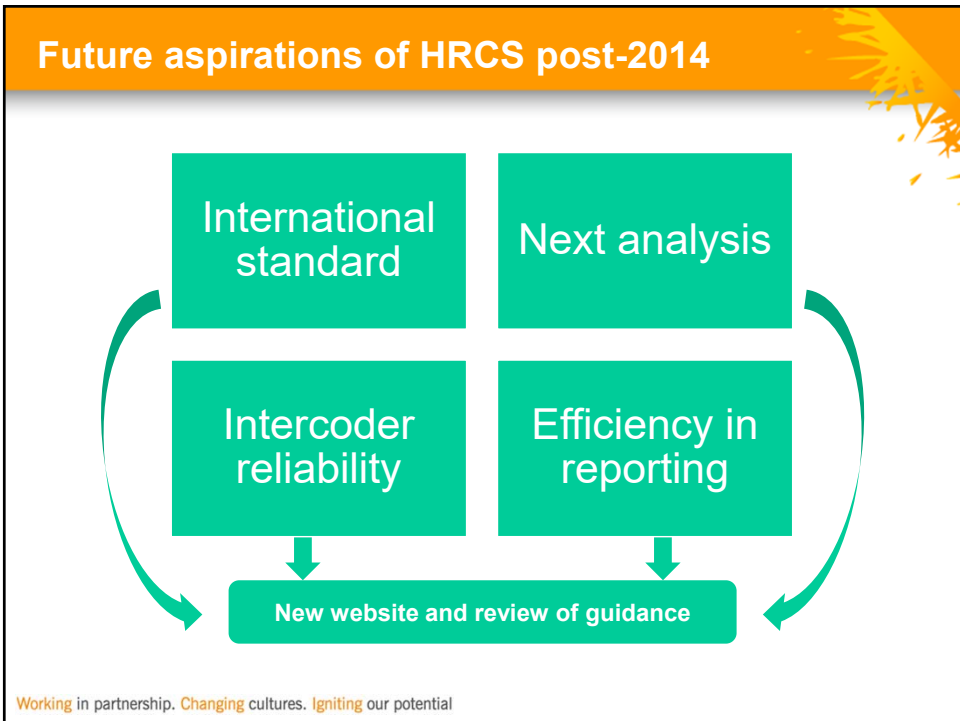 Future aspirations of HRCS post-2014
International
standard
Next analysis
Intercoder
reliability
Efficiency in
reporting
New website and review of guidance
Working in partnership. Changing cultures. Igniting our potential